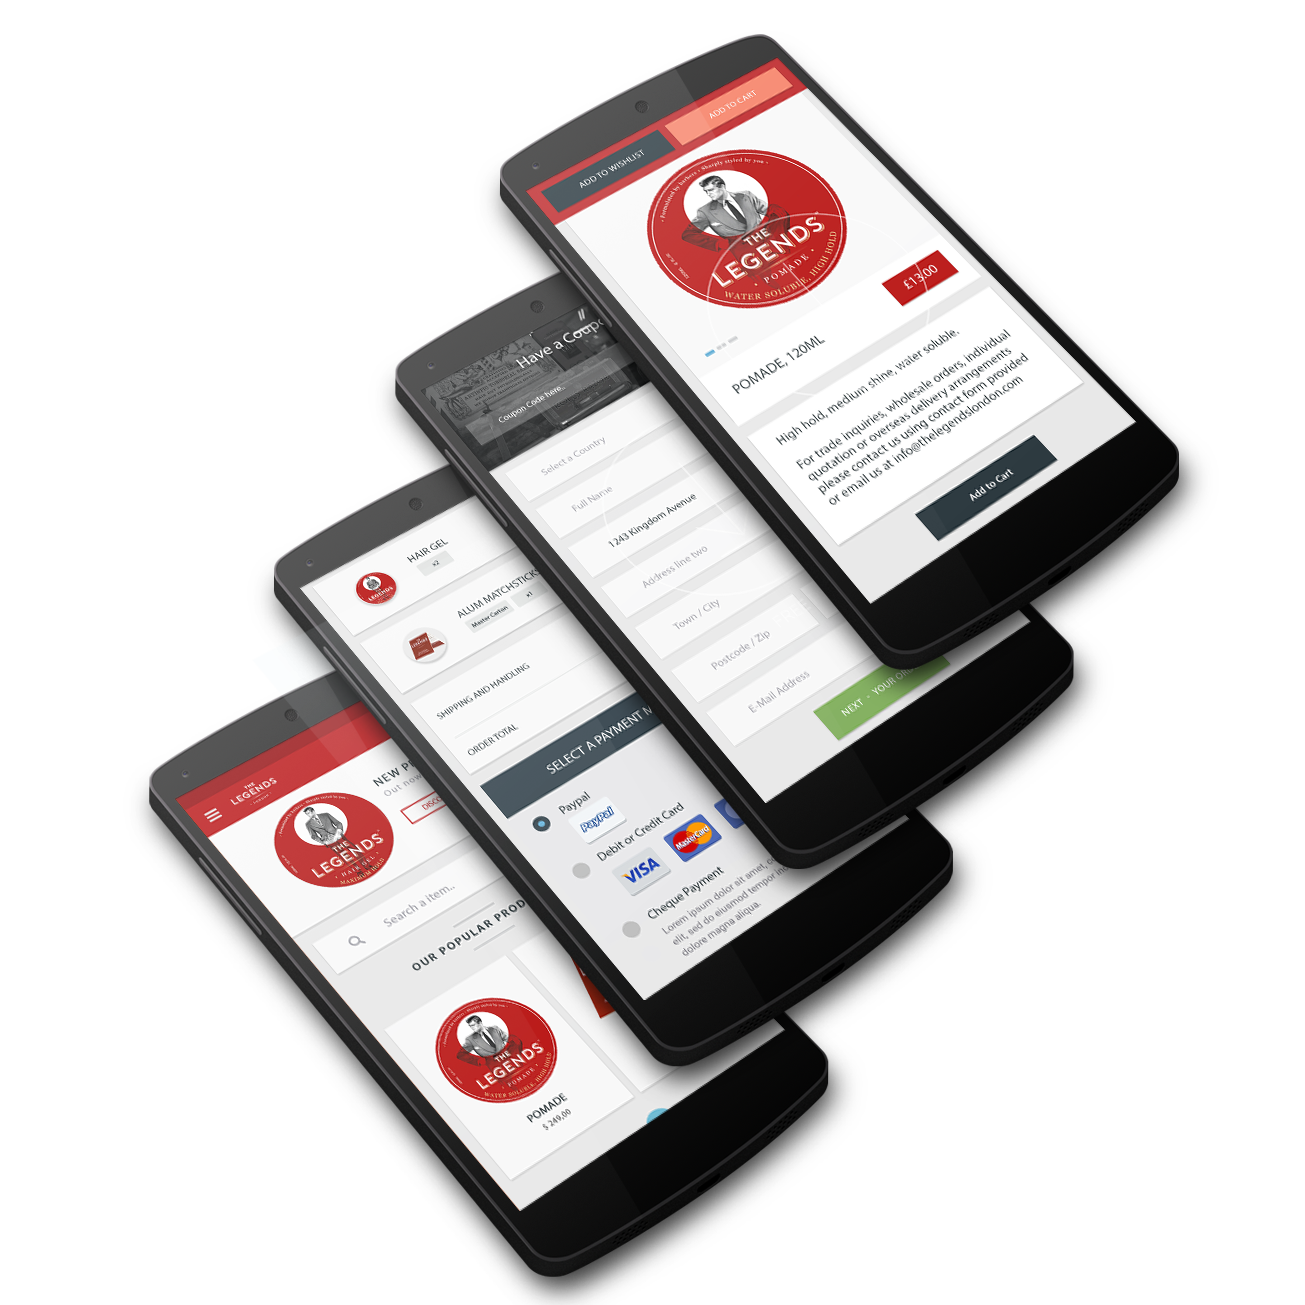 ADD TO WISHLIST
ADD TO CART
Formulated by barbers • Sharply styled by you
THE
LEGENDS
• POMADE •
WATER SOLUBLE, HIGH HOLD
£13.00
POMADE, 120ML
High hold, medium shine, water soluble.
For trade inquiries, wholesale orders, individual
quotation or overseas delivery arrangements
please contact us using contact form provided
or email us at info@thelegendslondon.com
Add to Cart
Have a Coupo
Coupon Code here..
Select a Country
Full Name
1243 Kingdom Avenue
Address line two
Town / City
Postcode / Zip
E-Mail Address
NEXT - YOUR OR
HAIR GEL
x2
ALUM MATCHSTICKS
Master Carton
x1
SHIPPING AND HANDLING
ORDER TOTAL
SELECT A PAYMENT M
Paypal
PayPal
Debit or Credit Card
VISA
MasterCard
Cheque Payment
Lorem ipsum dolor sit amet,
elit, sed do eiusmod tempor in
dolore magna aliqua.
THE
LEGENDS
NEW P
Out now
DISC
THE
LEGENDS
• HAIR GEL •
MAXIMUM HOLD
Search a item..
OUR POPULAR PROD
THE
LEGENDS
• POMADE •
WATER SOLUBLE, HIGH HOLD
POMADE
$ 249,00